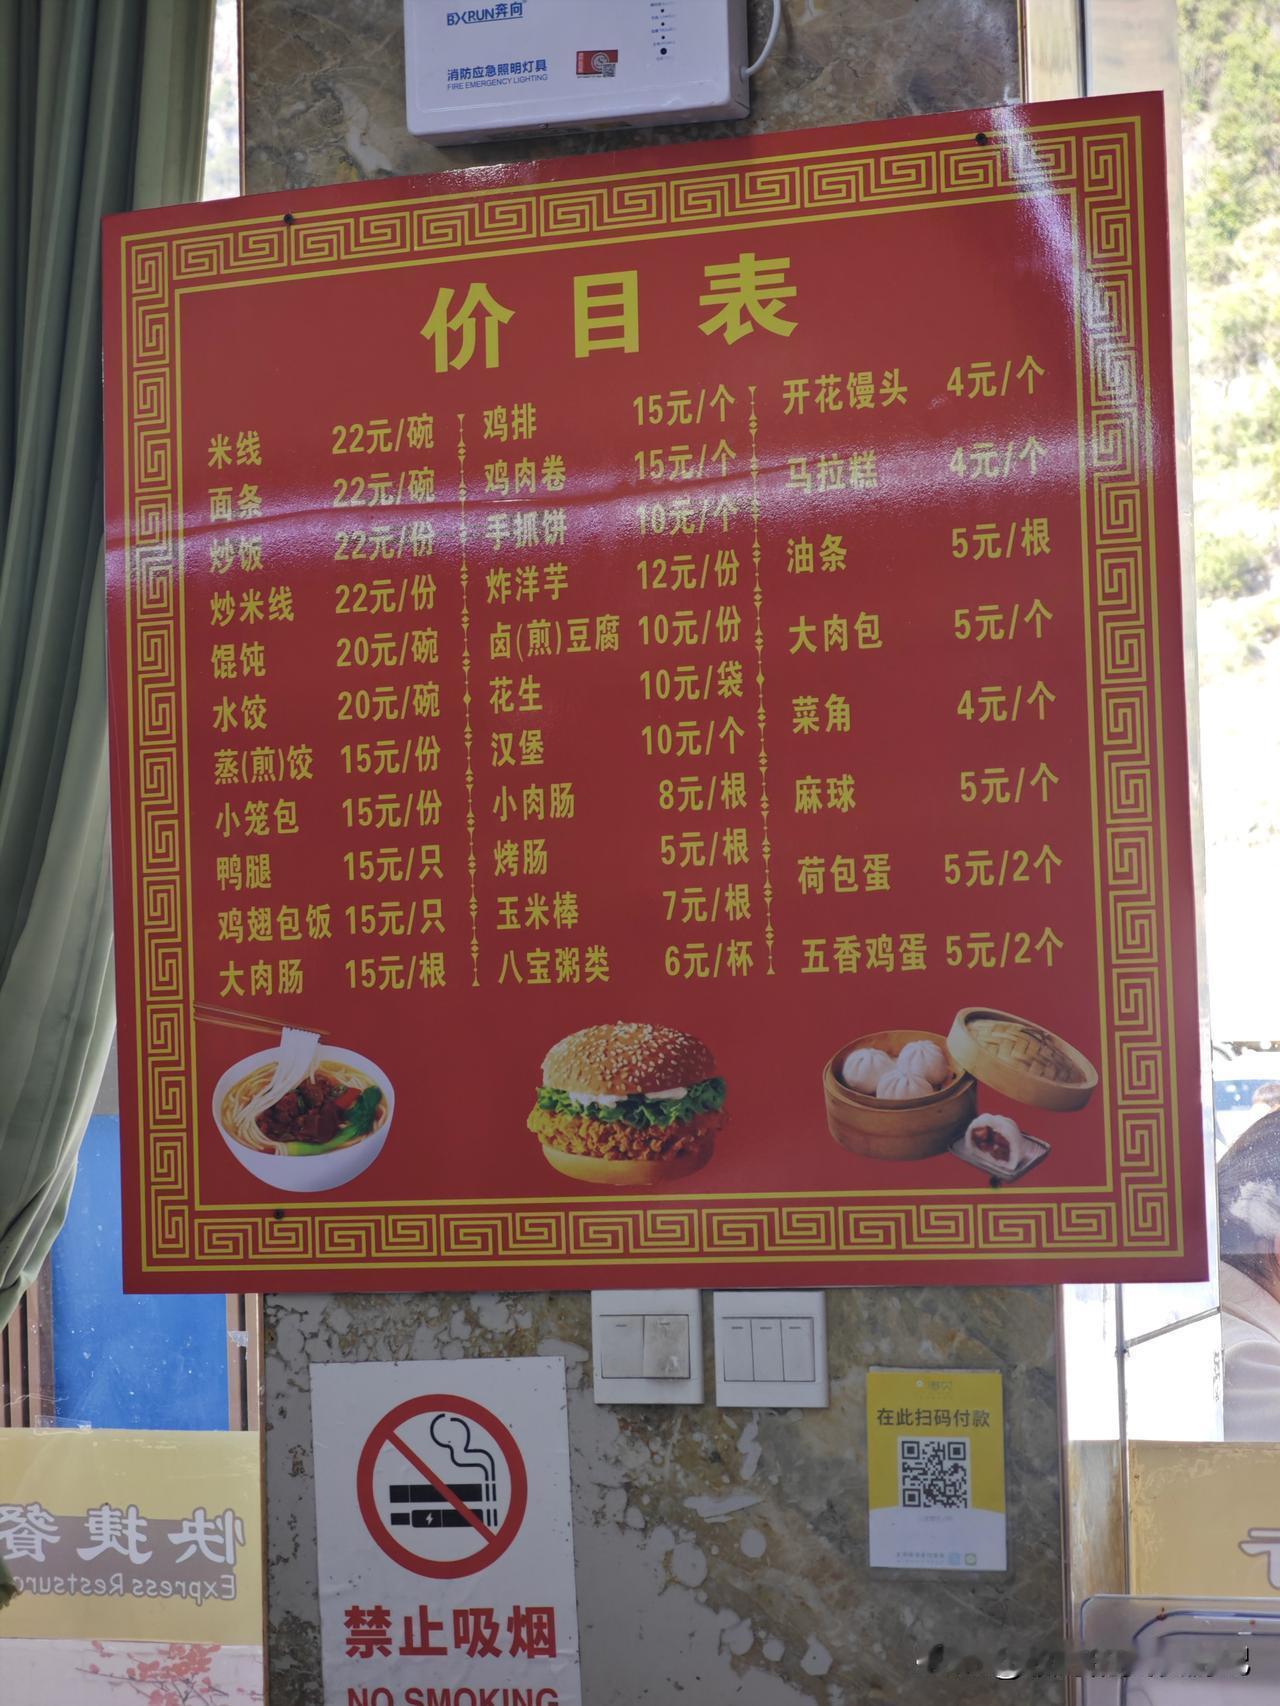 BXRUN奔向
消防应急照明灯具
FIRE EMERGENCY LIGHTING
价目表
米线 22元/碗
面条 22元/碗
炒饭 22元/份
炒米线 22元/份
馄饨 20元/碗
水饺 20元/碗
蒸(煎)饺 15元/份
小笼包 15元/份
鸭腿 15元/只
鸡翅包饭 15元/只
大肉肠 15元/根
鸡排 15元/个
鸡肉卷 15元/个
手抓饼 10元/个
炸洋芋 12元/份
卤(煎)豆腐 10元/份
花生 10元/袋
汉堡 10元/个
小肉肠 8元/根
烤肠 5元/根
玉米棒 7元/根
八宝粥类 6元/杯
开花馒头 4元/个
马拉糕 4元/个
油条 5元/根
大肉包 5元/个
菜角 4元/个
麻球 5元/个
荷包蛋 5元/2个
五香鸡蛋 5元/2个
在此扫码付款
快捷餐
Express Restaurant
禁止吸烟
NO SMOKING